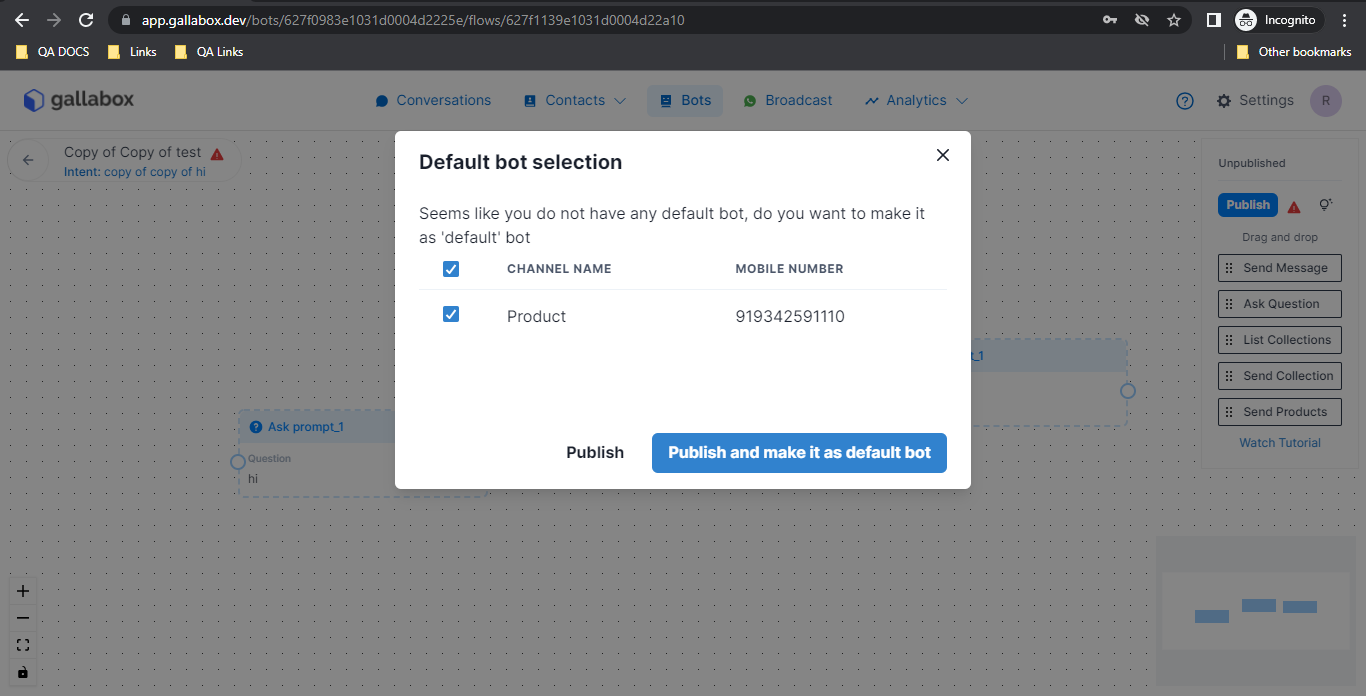 app.gallabox.dev/bots/627f0983e1031d0004d2225e/flows/627f1139e1031d0004d22a10
Incognito
QA DOCS
Links
QA Links
Other bookmarks
gallabox
Conversations
Contacts
Bots
Broadcast
Analytics
Settings
R
Copy of Copy of test
Intent: copy of copy of hi
Default bot selection
Seems like you do not have any default bot, do you want to make it
as 'default' bot
CHANNEL NAME MOBILE NUMBER
Product 919342591110
Publish
Publish and make it as default bot
Ask prompt_1
Question
hi
t_1
Unpublished
Publish
Drag and drop
Send Message
Ask Question
List Collections
Send Collection
Send Products
Watch Tutorial